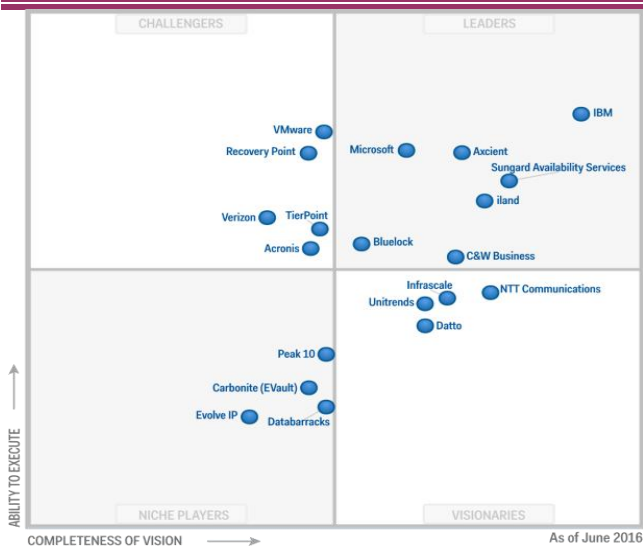 CHALLENGERS
LEADERS
IBM
VMware
Recovery Point
Microsoft
Axcient
Sungard Availability Services
iland
Verizon
TierPoint
Acronis
Bluelock
C&W Business
Infrascale
NTT Communications
Unitrends
Datto
Peak 10
Carbonite (EVault)
Evolve IP
Databarracks
ABILITY TO EXECUTE
NICHE PLAYERS
VISIONARIES
COMPLETENESS OF VISION
As of June 2016